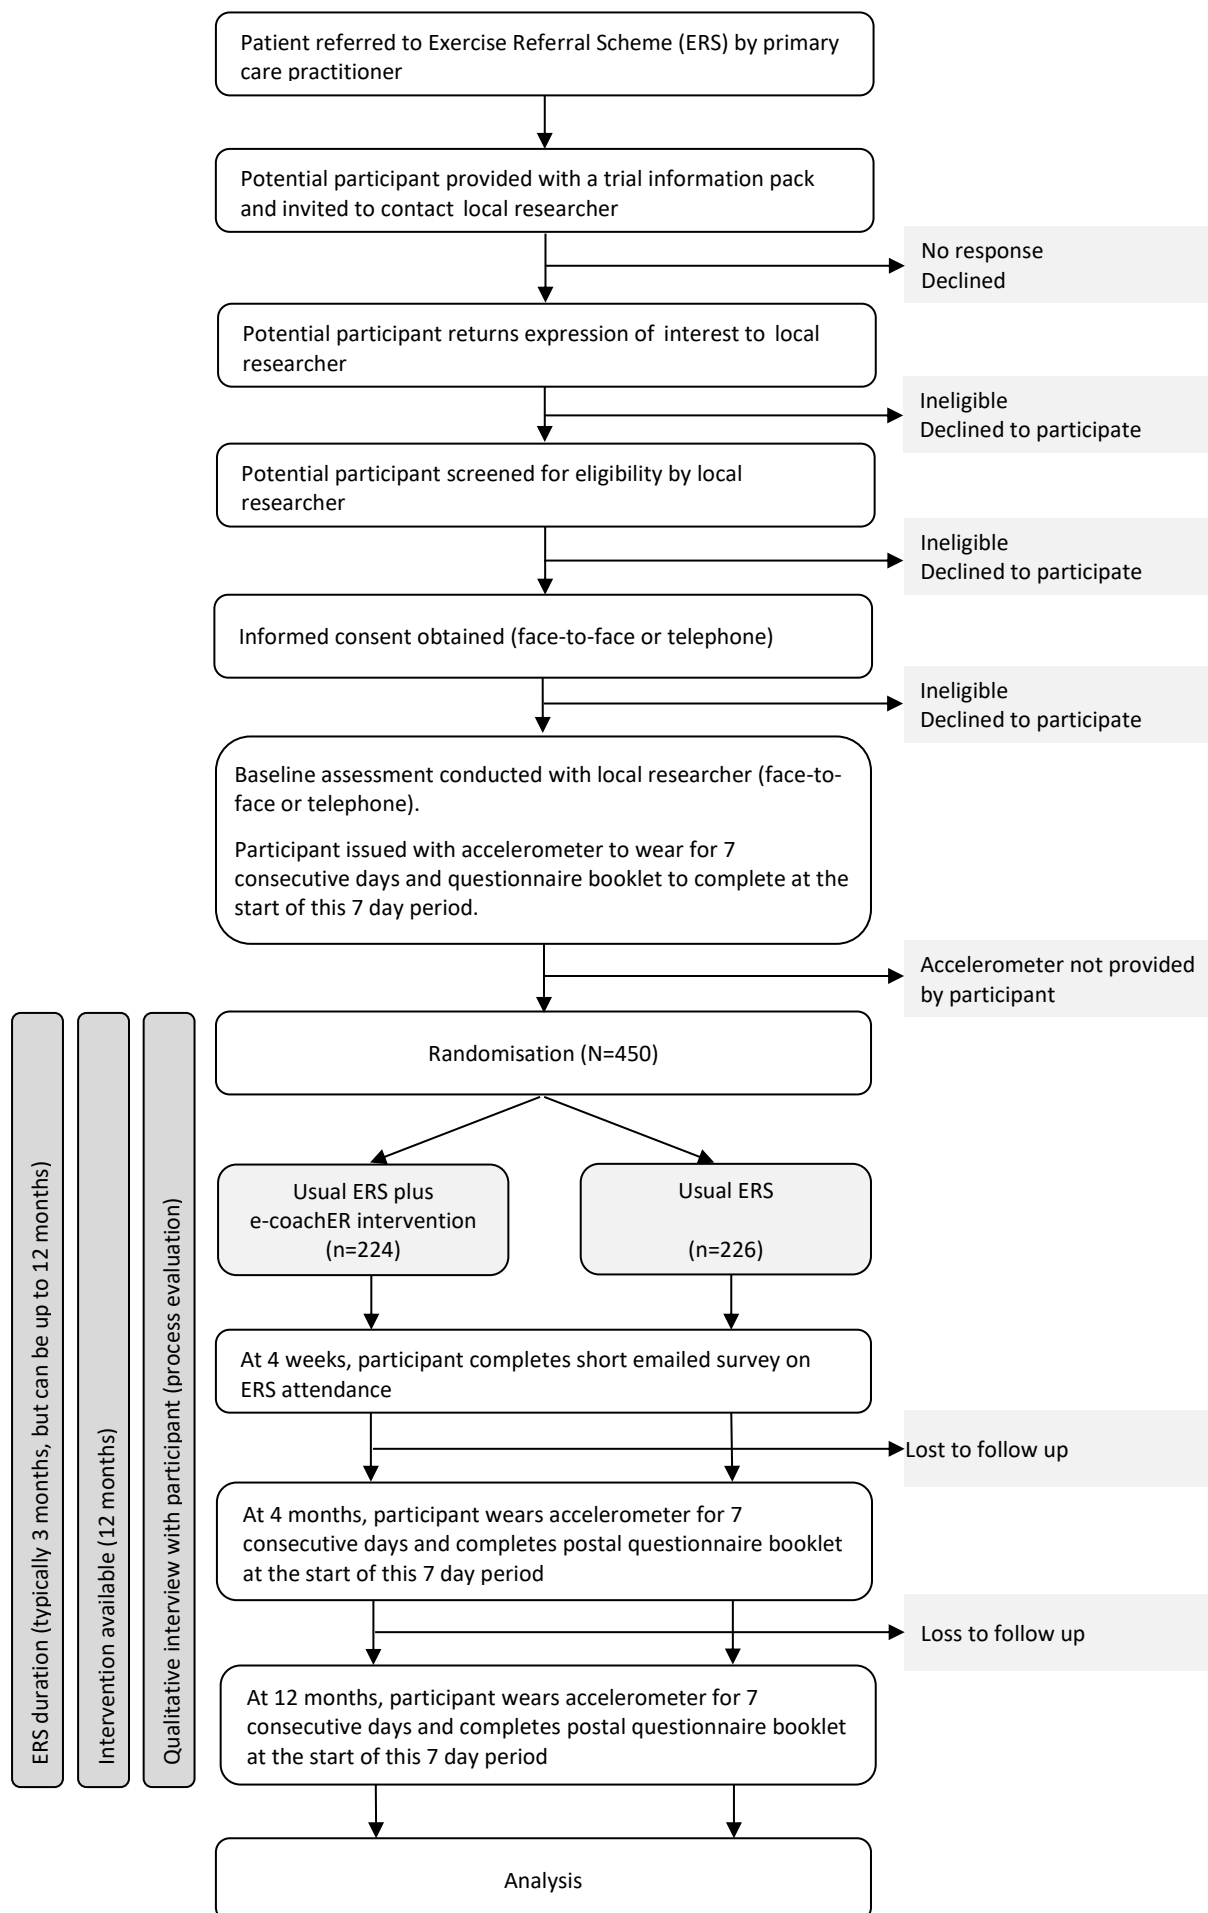 Patient referred to Exercise Referral Scheme (ERS) by primary
care practitioner
Potential participant provided with a trial information pack
and invited to contact local researcher
No response
Declined
Potential participant returns expression of interest to local
researcher
Ineligible
Declined to participate
Potential participant screened for eligibility by local
researcher
Ineligible
Declined to participate
Informed consent obtained (face-to-face or telephone)
Ineligible
Declined to participate
Baseline assessment conducted with local researcher (face-to-
face or telephone).
Participant issued with accelerometer to wear for 7
consecutive days and questionnaire booklet to complete at the
start of this 7 day period.
Accelerometer not provided
by participant
ERS duration (typically 3 months, but can be up to 12 months)
Intervention available (12 months)
Qualitative interview with participant (process evaluation)
Randomisation (N=450)
Usual ERS plus
e-coachER intervention
(n=224)
Usual ERS
(n=226)
At 4 weeks, participant completes short emailed survey on
ERS attendance
Lost to follow up
At 4 months, participant wears accelerometer for 7
consecutive days and completes postal questionnaire booklet
at the start of this 7 day period
Loss to follow up
At 12 months, participant wears accelerometer for 7
consecutive days and completes postal questionnaire booklet
at the start of this 7 day period
Analysis